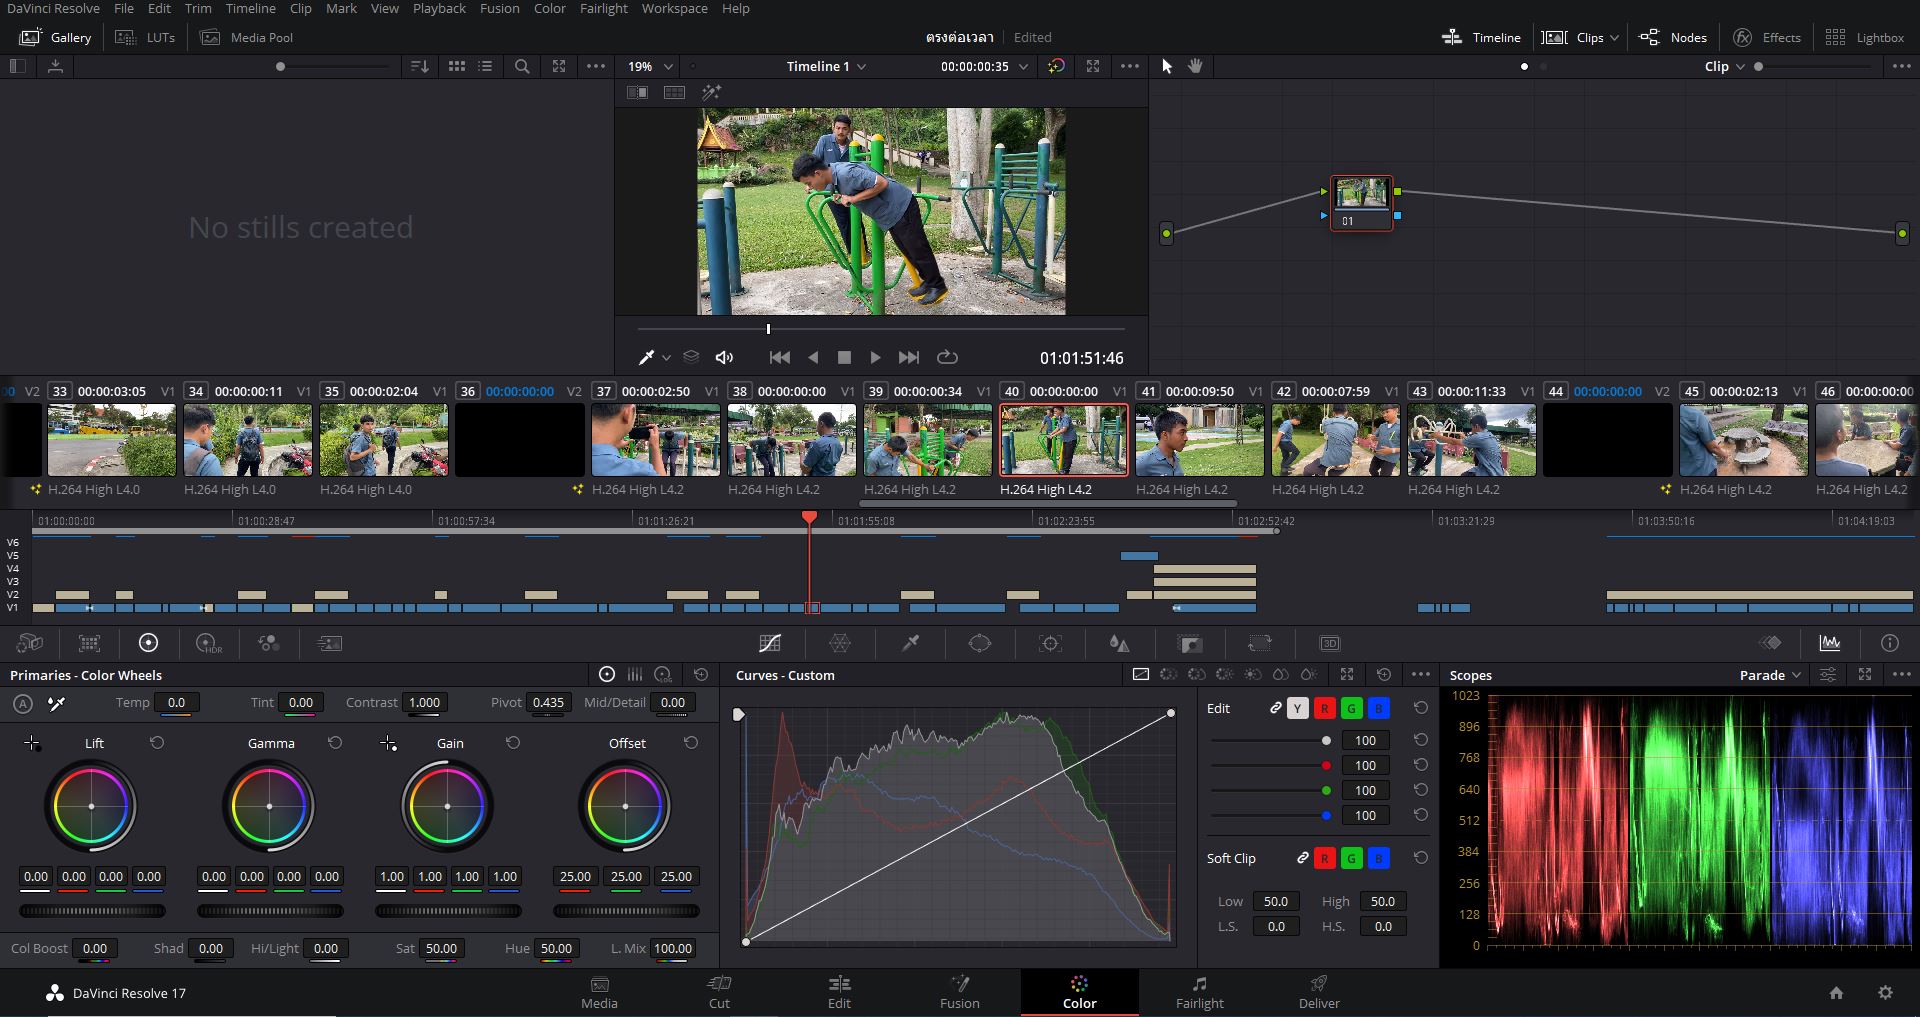 DaVinci Resolve File Edit Trim Timeline Clip Mark View Playback Fusion Color Fairlight Workspace Help
Gallery LUTs Media Pool ตรงต่อเวลา Edited Timeline Clips Nodes Effects Lightbox
19% Timeline 1 00:00:00:35 Clip
No stills created
01
01:01:51:46
00 V2 33 00:00:03:05 V1 34 00:00:00:11 V1 35 00:00:02:04 V1 36 00:00:00:00 V2 37 00:00:02:50 V1 38 00:00:00:00 V1 39 00:00:00:34 V1 40 00:00:00:00 V1 41 00:00:09:50 V1 42 00:00:07:59 V1 43 00:00:11:33 V1 44 00:00:00:00 V2 45 00:00:02:13 V1 46 00:00:00:00
H.264 High L4.0 H.264 High L4.0 H.264 High L4.0 H.264 High L4.2 H.264 High L4.2 H.264 High L4.2 H.264 High L4.2 H.264 High L4.2 H.264 High L4.2 H.264 High L4.2 H.264 High L4.2 H.264 High L4.2
01:00:00:00 01:00:28:47 01:00:57:34 01:01:26:21 01:01:55:08 01:02:23:55 01:02:52:42 01:03:21:29 01:03:50:16 01:04:19:03
V6
V5
V4
V3
V2
V1
HDR 3D
Primaries - Color Wheels LOG Curves - Custom Scopes Parade
A Temp 0.0 Tint 0.00 Contrast 1.000 Pivot 0.435 Mid/Detail 0.00
Lift Gamma Gain Offset
0.00 0.00 0.00 0.00 0.00 0.00 0.00 0.00 1.00 1.00 1.00 1.00 25.00 25.00 25.00
Col Boost 0.00 Shad 0.00 Hi/Light 0.00 Sat 50.00 Hue 50.00 L. Mix 100.00
Edit Y R G B
100
100
100
100
Soft Clip R G B
Low 50.0 High 50.0
L.S. 0.0 H.S. 0.0
1023
896
768
640
512
384
256
128
0
DaVinci Resolve 17 Media Cut Edit Fusion Color Fairlight Deliver